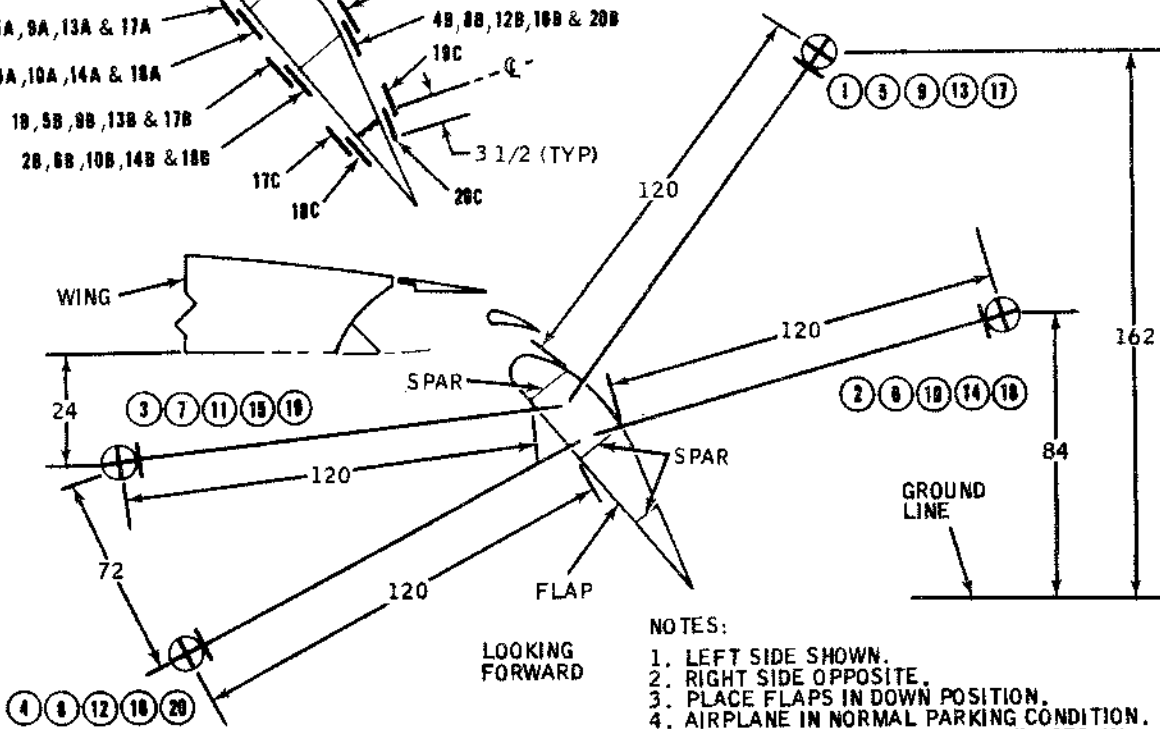 5A, 9A, 13A & 17A
4B, 8B, 12B, 16B & 20B
19C
℄
A, 10A, 14A & 18A
1B, 5B, 9B, 13B & 17B
2B, 6B, 10B, 14B & 18B
3 1/2 (TYP)
17C
18C
20C
1 5 9 13 17
120
WING
120
162
SPAR
24
3 7 11 15 19
2 6 10 14 18
84
SPAR
120
GROUND
LINE
72
120
FLAP
LOOKING
FORWARD
4 8 12 16 20
NOTES:
1. LEFT SIDE SHOWN.
2. RIGHT SIDE OPPOSITE.
3. PLACE FLAPS IN DOWN POSITION.
4. AIRPLANE IN NORMAL PARKING CONDITION.